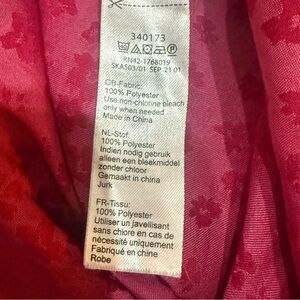 340173
RN42-1768019
SKA503/01 SEP 21 01
GB-Fabric:
100% Polyester
Use non-chlorine bleach
only when needed
Made in China
NL-Stof:
100% Polyester
Indien nodig gebruik
alleen een bleekmiddel
zonder chloor
Gemaakt in china
Jurk
FR-Tissu:
100% Polyester
Utiliser un javellisant
sans chlore en cas de
nécessité uniquement
Fabriqué en chine
Robe